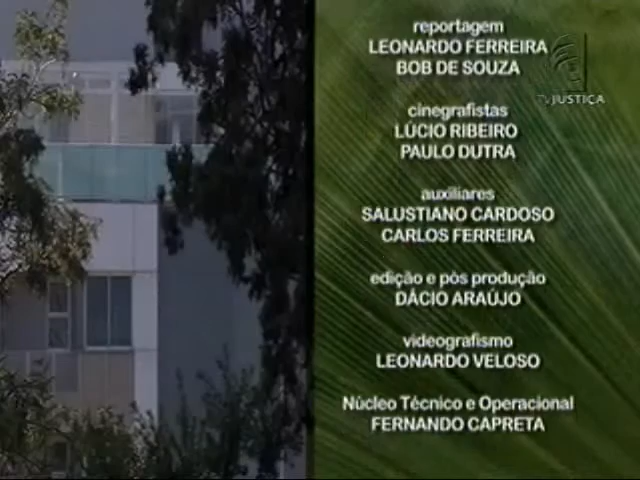 reportagem
LEONARDO FERREIRA
BOB DE SOUZA
TV JUSTIÇA
cinegrafistas
LÚCIO RIBEIRO
PAULO DUTRA
auxiliares
SALUSTIANO CARDOSO
CARLOS FERREIRA
edição e pós produção
DÁCIO ARAÚJO
videografismo
LEONARDO VELOSO
Núcleo Técnico e Operacional
FERNANDO CAPRETA